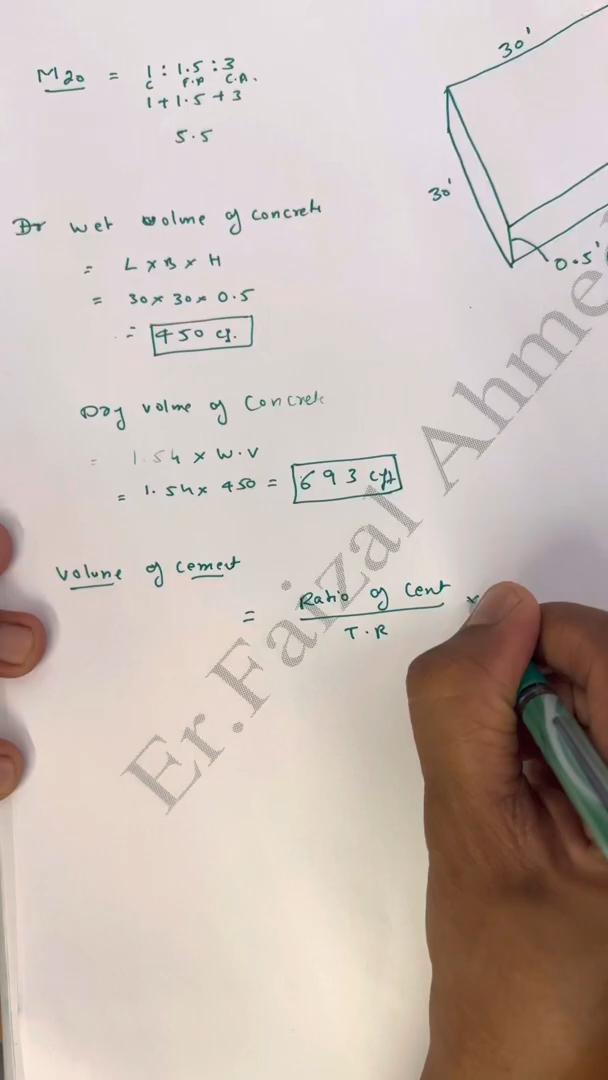 M20 = 1 : 1.5 : 3
C F.A C.A.
1 + 1.5 + 3
5.5
30'
30'
0.5'
Dr wet volme of concrete
= L x B x H
= 30 x 30 x 0.5
= 450 cf.
Dry volme of Concrete
= 1.54 x W.V
= 1.54 x 450 = 693 cft
Volume of cement
= Ratio of Cent x
T.R
Er.Faizal Ahme